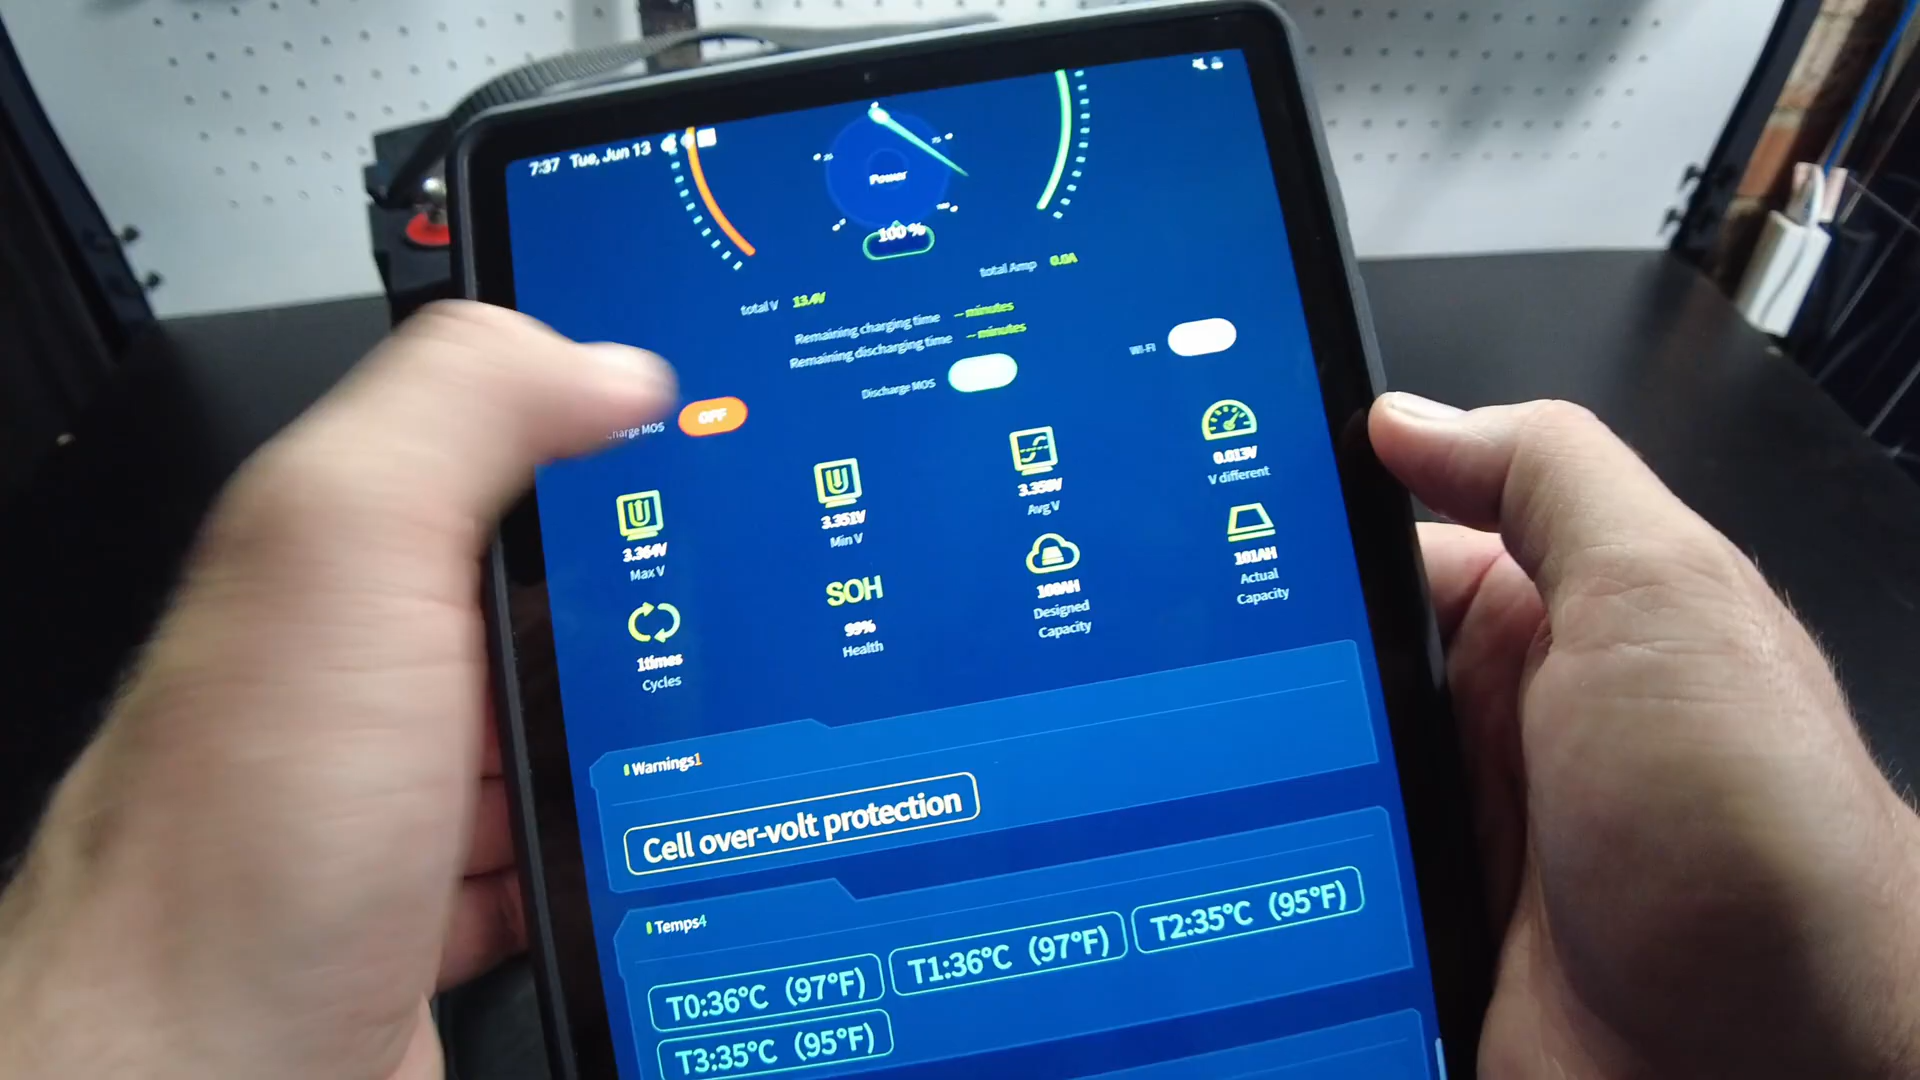 7:37 Tue, Jun 13
Power
100 %
total V 13.4V
total Amp 0.0A
Remaining charging time -- minutes
Remaining discharging time -- minutes
harge MOS OFF
Discharge MOS
WI-FI
3.364V
Max V
3.351V
Min V
3.358V
Avg V
0.013V
V different
1times
Cycles
SOH
99%
Health
100AH
Designed
Capacity
101AH
Actual
Capacity
Warnings1
Cell over-volt protection
Temps4
T0:36°C (97°F)
T1:36°C (97°F)
T2:35°C (95°F)
T3:35°C (95°F)